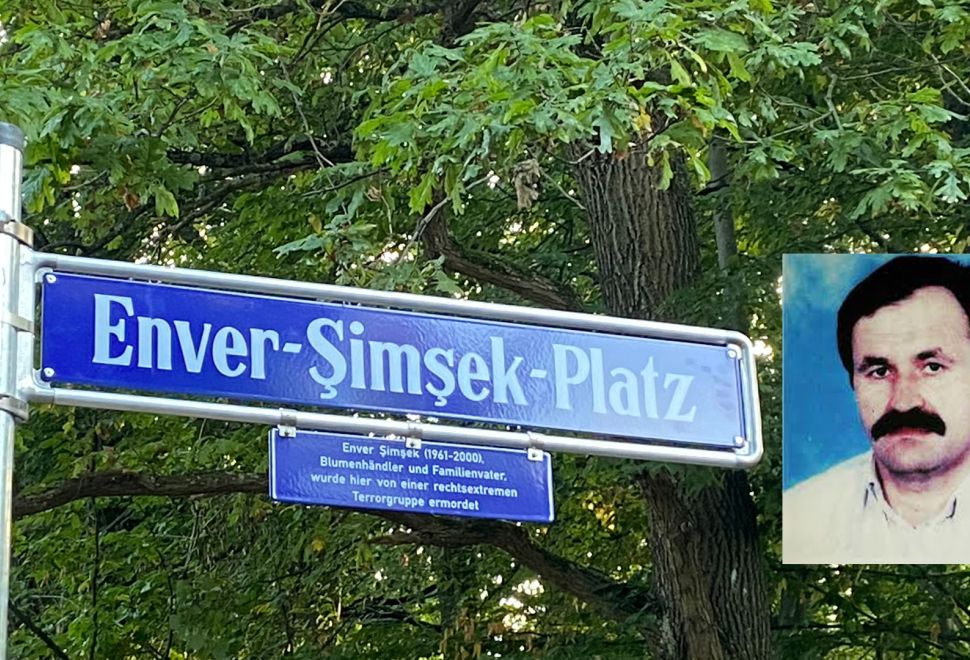 Enver-Şimşek-Platz
Enver Şimşek (1961-2000),
Blumenhändler und Familienvater,
wurde hier von einer rechtsextremen
Terrorgruppe ermordet